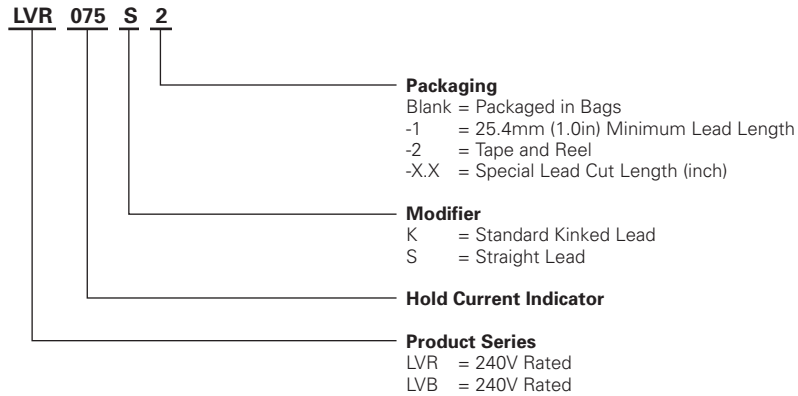 LVR 075 S 2
Packaging
Blank = Packaged in Bags
-1 = 25.4mm (1.0in) Minimum Lead Length
-2 = Tape and Reel
-X.X = Special Lead Cut Length (inch)
Modifier
K = Standard Kinked Lead
S = Straight Lead
Hold Current Indicator
Product Series
LVR = 240V Rated
LVB = 240V Rated